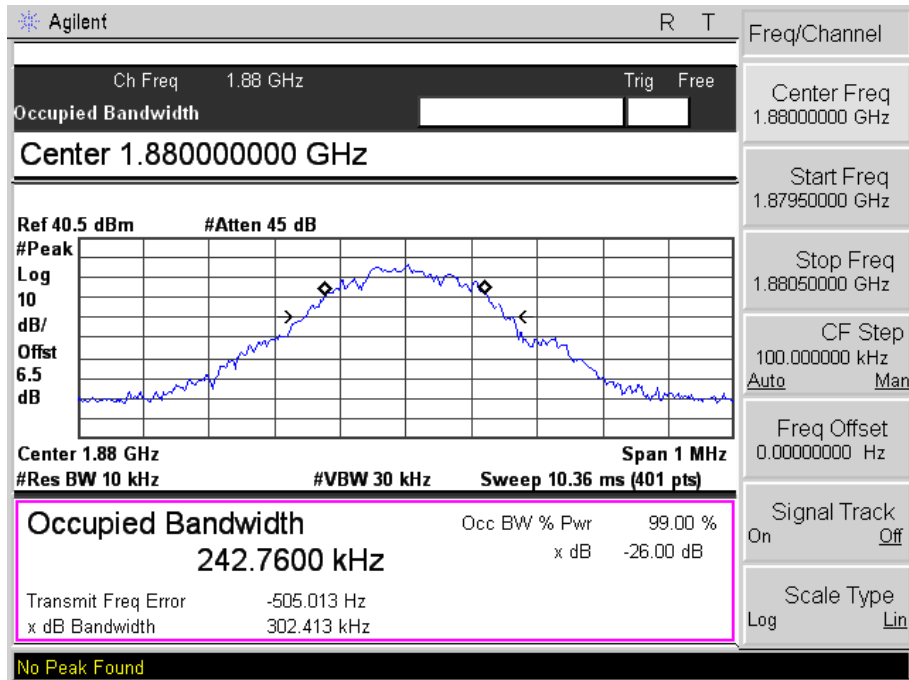 Agilent R T
Ch Freq 1.88 GHz Trig Free
Occupied Bandwidth
Center 1.880000000 GHz
Ref 40.5 dBm #Atten 45 dB
#Peak
Log
10
dB/
Offst
6.5
dB
Center 1.88 GHz Span 1 MHz
#Res BW 10 kHz #VBW 30 kHz Sweep 10.36 ms (401 pts)
Occupied Bandwidth
242.7600 kHz
Occ BW % Pwr 99.00 %
x dB -26.00 dB
Transmit Freq Error -505.013 Hz
x dB Bandwidth 302.413 kHz
No Peak Found
Freq/Channel
Center Freq
1.88000000 GHz
Start Freq
1.87950000 GHz
Stop Freq
1.88050000 GHz
CF Step
100.000000 kHz
Auto Man
Freq Offset
0.00000000 Hz
Signal Track
On Off
Scale Type
Log Lin